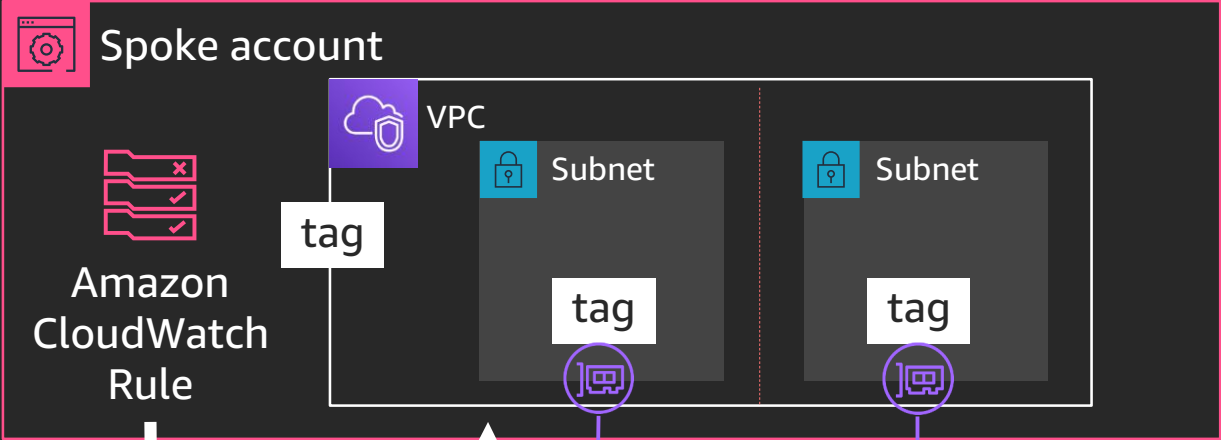 Spoke account
VPC
Subnet
Subnet
tag
Amazon
CloudWatch
Rule
tag
tag